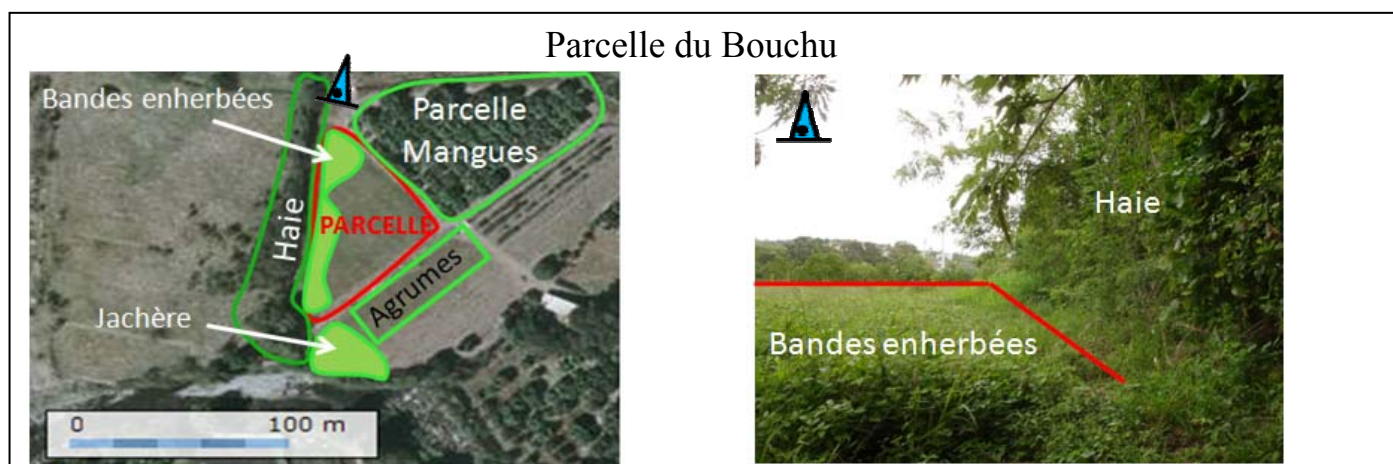 Parcelle du Bouchu
Bandes enherbées
Parcelle
Mangues
Haie
PARCELLE
Agrumes
Jachère
0 100 m
Haie
Bandes enherbées